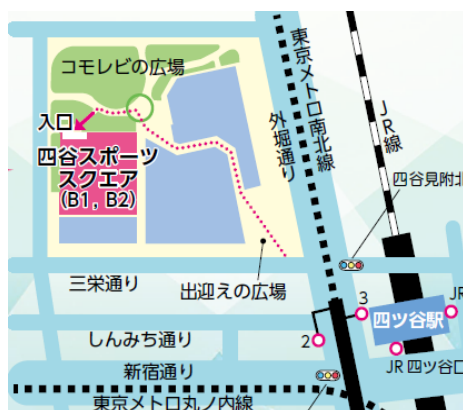 コモレビの広場
入口
四谷スポーツ
スクエア
(B1, B2)
東京メトロ南北線
外堀通り
JR線
四谷見附北
三栄通り
出迎えの広場
3
四ツ谷駅
JR
しんみち通り
2
JR 四ツ谷口
新宿通り
東京メトロ丸ノ内線